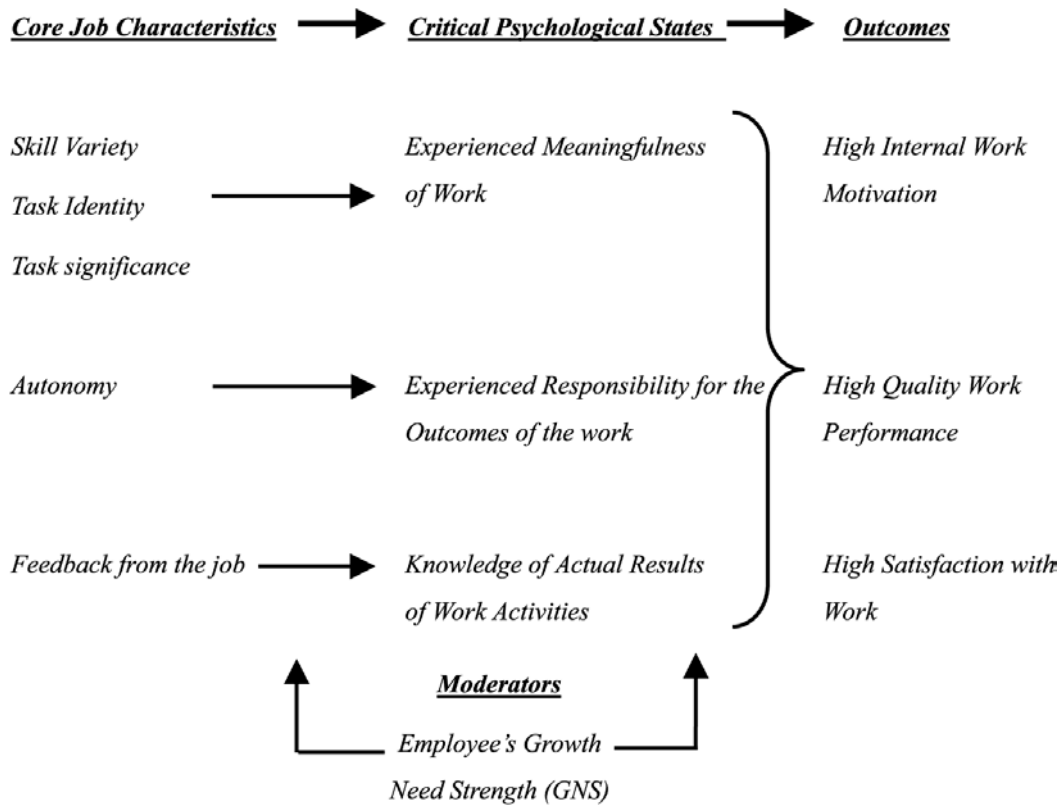 Core Job Characteristics
Critical Psychological States
Outcomes
Skill Variety
Task Identity
Task significance
Experienced Meaningfulness
of Work
High Internal Work
Motivation
Autonomy
Experienced Responsibility for the
Outcomes of the work
High Quality Work
Performance
Feedback from the job
Knowledge of Actual Results
of Work Activities
High Satisfaction with
Work
Moderators
Employee's Growth
Need Strength (GNS)